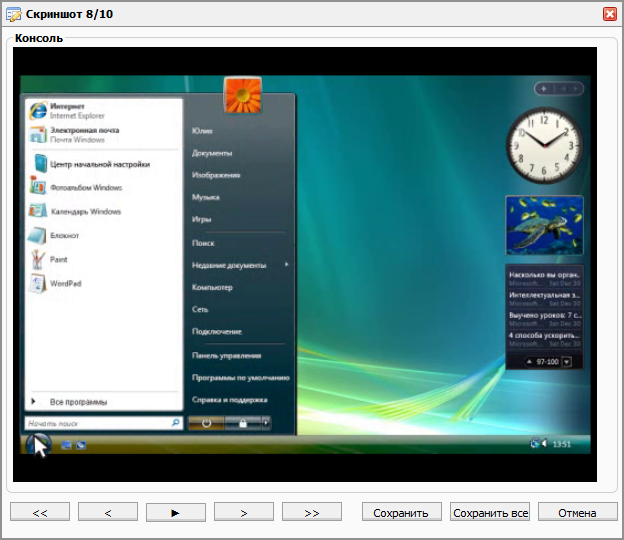 Скриншот 8/10
Консоль
Интернет
Internet Explorer
Электронная почта
Почта Windows
Центр начальной настройки
Фотоальбом Windows
Календарь Windows
Блокнот
Paint
WordPad
Все программы
Начать поиск
Юлия
Документы
Изображения
Музыка
Игры
Поиск
Недавние документы
Компьютер
Сеть
Подключение
Панель управления
Программы по умолчанию
Справка и поддержка
Насколько вы орган...
Microsoft... Sat Dec 30
Интеллектуальная з...
Microsoft... Sat Dec 30
Выучено уроков: 7 с...
Microsoft... Sat Dec 30
4 способа ускорить...
Microsoft... Sat Dec 30
97-100
13:51
<< < > >> Сохранить Сохранить все Отмена